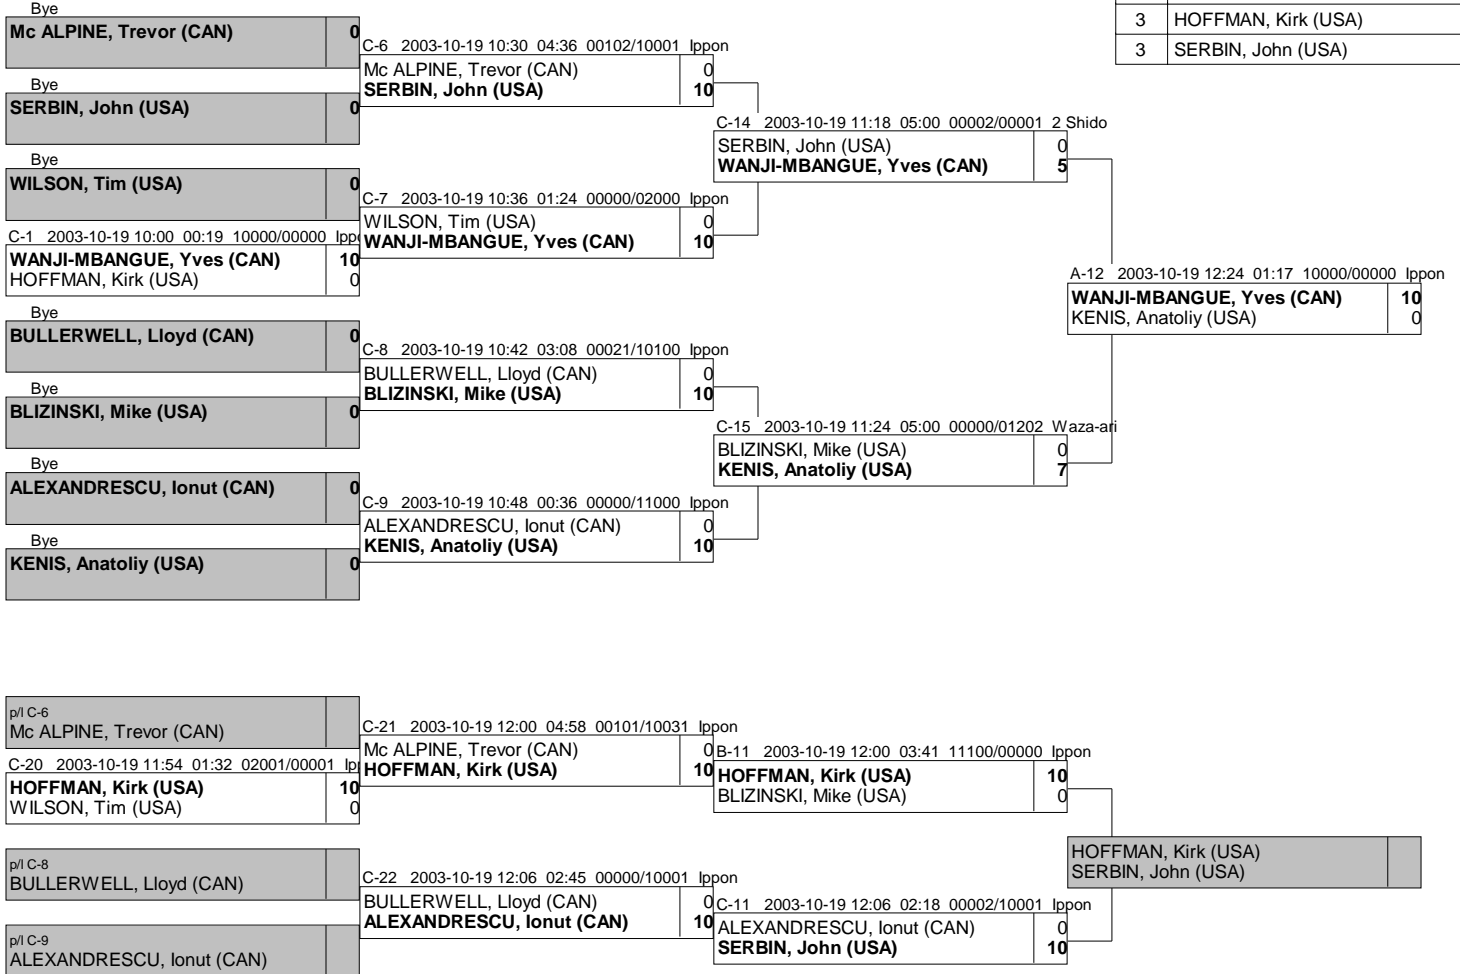 Bye
Mc ALPINE, Trevor (CAN) 0
Bye
SERBIN, John (USA) 0
Bye
WILSON, Tim (USA) 0
C-1 2003-10-19 10:00 00:19 10000/00000 Ippo
WANJI-MBANGUE, Yves (CAN) 10
HOFFMAN, Kirk (USA) 0
Bye
BULLERWELL, Lloyd (CAN) 0
Bye
BLIZINSKI, Mike (USA) 0
Bye
ALEXANDRESCU, Ionut (CAN) 0
Bye
KENIS, Anatoliy (USA) 0
C-6 2003-10-19 10:30 04:36 00102/10001 Ippon
Mc ALPINE, Trevor (CAN) 0
SERBIN, John (USA) 10
C-7 2003-10-19 10:36 01:24 00000/02000 Ippon
WILSON, Tim (USA) 0
WANJI-MBANGUE, Yves (CAN) 10
C-8 2003-10-19 10:42 03:08 00021/10100 Ippon
BULLERWELL, Lloyd (CAN) 0
BLIZINSKI, Mike (USA) 10
C-9 2003-10-19 10:48 00:36 00000/11000 Ippon
ALEXANDRESCU, Ionut (CAN) 0
KENIS, Anatoliy (USA) 10
C-14 2003-10-19 11:18 05:00 00002/00001 2 Shido
SERBIN, John (USA) 0
WANJI-MBANGUE, Yves (CAN) 5
C-15 2003-10-19 11:24 05:00 00000/01202 Waza-ari
BLIZINSKI, Mike (USA) 0
KENIS, Anatoliy (USA) 7
3 HOFFMAN, Kirk (USA)
3 SERBIN, John (USA)
A-12 2003-10-19 12:24 01:17 10000/00000 Ippon
WANJI-MBANGUE, Yves (CAN) 10
KENIS, Anatoliy (USA) 0
p/l C-6
Mc ALPINE, Trevor (CAN)
C-20 2003-10-19 11:54 01:32 02001/00001 Ipp
HOFFMAN, Kirk (USA) 10
WILSON, Tim (USA) 0
p/l C-8
BULLERWELL, Lloyd (CAN)
p/l C-9
ALEXANDRESCU, Ionut (CAN)
C-21 2003-10-19 12:00 04:58 00101/10031 Ippon
Mc ALPINE, Trevor (CAN) 0
HOFFMAN, Kirk (USA) 10
C-22 2003-10-19 12:06 02:45 00000/10001 Ippon
BULLERWELL, Lloyd (CAN) 0
ALEXANDRESCU, Ionut (CAN) 10
B-11 2003-10-19 12:00 03:41 11100/00000 Ippon
HOFFMAN, Kirk (USA) 10
BLIZINSKI, Mike (USA) 0
C-11 2003-10-19 12:06 02:18 00002/10001 Ippon
ALEXANDRESCU, Ionut (CAN) 0
SERBIN, John (USA) 10
HOFFMAN, Kirk (USA)
SERBIN, John (USA)